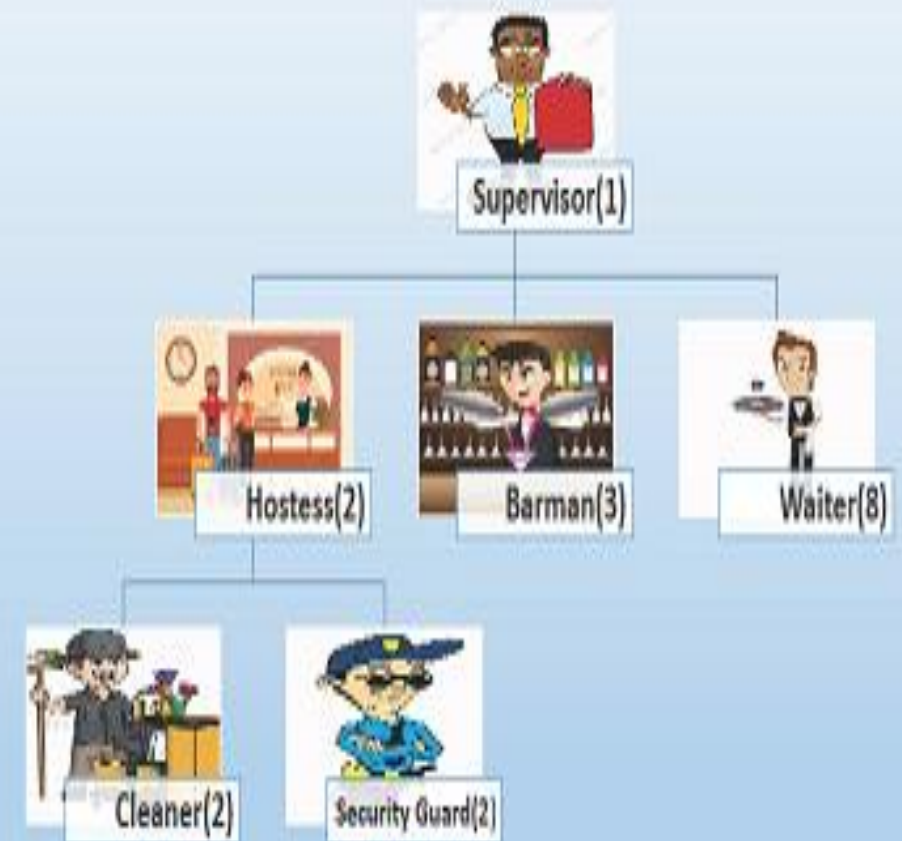 Supervisor(1)
Hostess(2)
Barman(3)
Waiter(8)
Cleaner(2)
Security Guard(2)